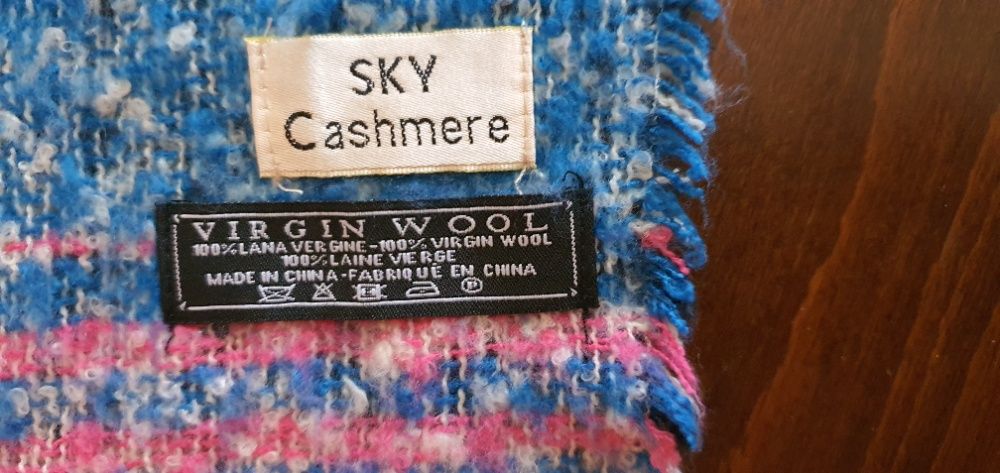 SKY
Cashmere
VIRGIN WOOL
100% LANA VERGINE-100% VIRGIN WOOL
100% LAINE VIERGE
MADE IN CHINA-FABRIQUÉ EN CHINA
P